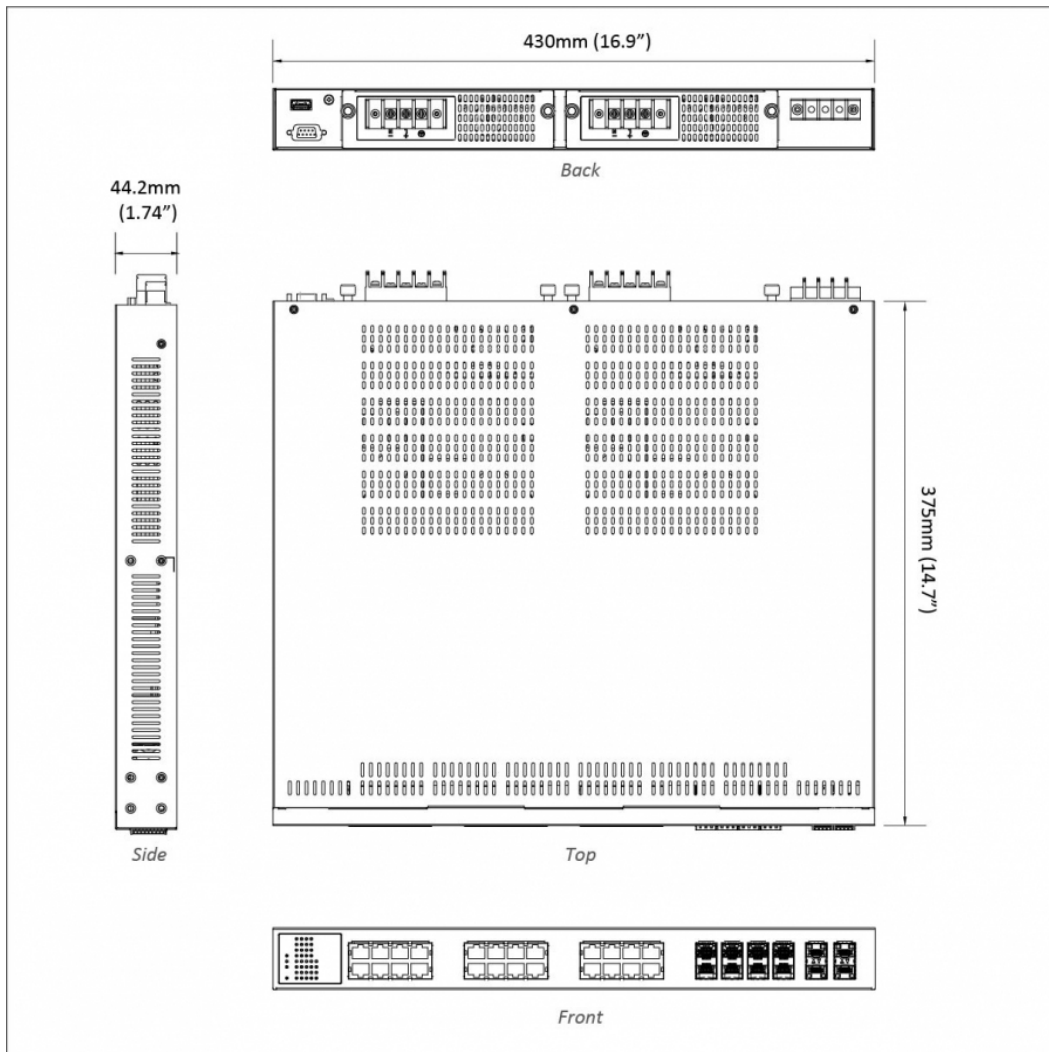 430mm (16.9”)
Back
44.2mm
(1.74”)
375mm (14.7”)
Side
Top
Front